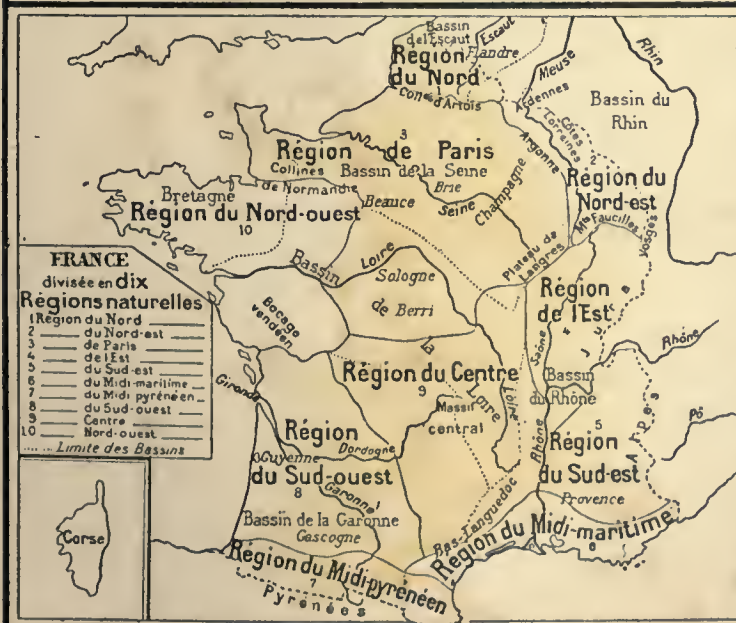 Bassin
de l'Escaut
Escaut
Flandre
Région
du Nord
1
Con.es d'Artois
Meuse
Rhin
Ardennes
Bassin du
Rhin
Côtes
Lorraines
Argonne
3
Région de Paris
Collines
de Normandie
Bassin de la Seine
Brie
Seine
Champagne
Beauce
2
Région du
Nord-est
Mts Faucilles
Vosges
Bretagne
Région du Nord-ouest
10
Plateau de
Langres
Bassin
Loire
Sologne
de Berri
la
Loire
Bocage
vendéen
Région
de l'Est
4
Jura
Saône
Rhône
Bassin
du Rhône
Région du Centre
9
Massif
central
Loire
Gironde
Région
du Sud-ouest
8
Dordogne
Guyenne
Garonne
Bassin de la Garonne
Gascogne
5
Région
du Sud-est
Rhône
Alpes
Pô
Provence
Bas-Languedoc
Région du Midi-maritime
6
Région du Midi-pyrénéen
7
Pyrénées
FRANCE
divisée en dix
Régions naturelles
1 Région du Nord
2 — du Nord-est
3 — de Paris
4 — de l'Est
5 — du Sud-est
6 — du Midi-maritime
7 — du Midi pyrénéen
8 — du Sud-ouest
9 — Centre
10 — Nord-ouest
...... Limite des Bassins
Corse